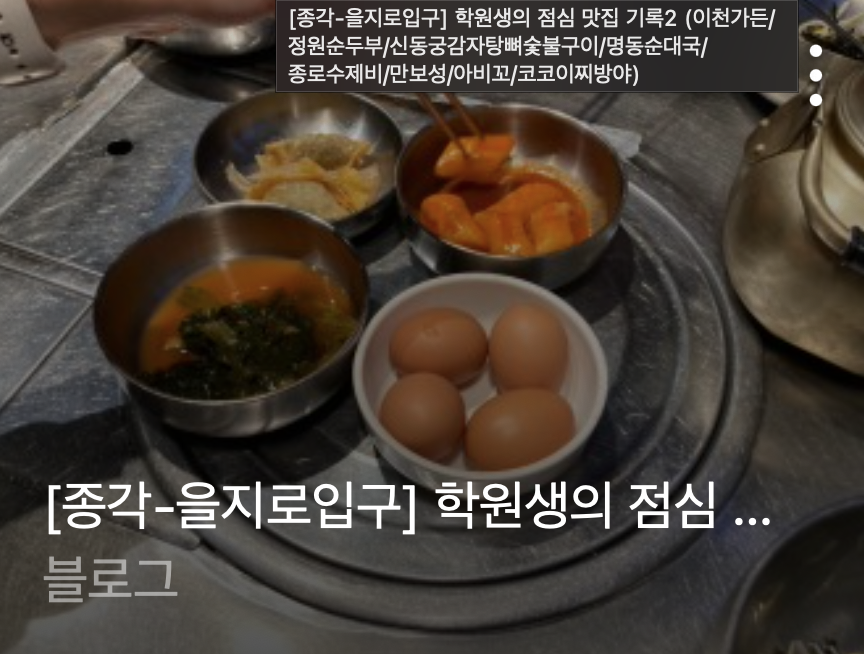 [종각-을지로입구] 학원생의 점심 맛집 기록2 (이천가든/
정원순두부/신동궁감자탕뼈숯불구이/명동순대국/
종로수제비/만보성/아비꼬/코코이찌방야)
[종각-을지로입구] 학원생의 점심 ...
블로그